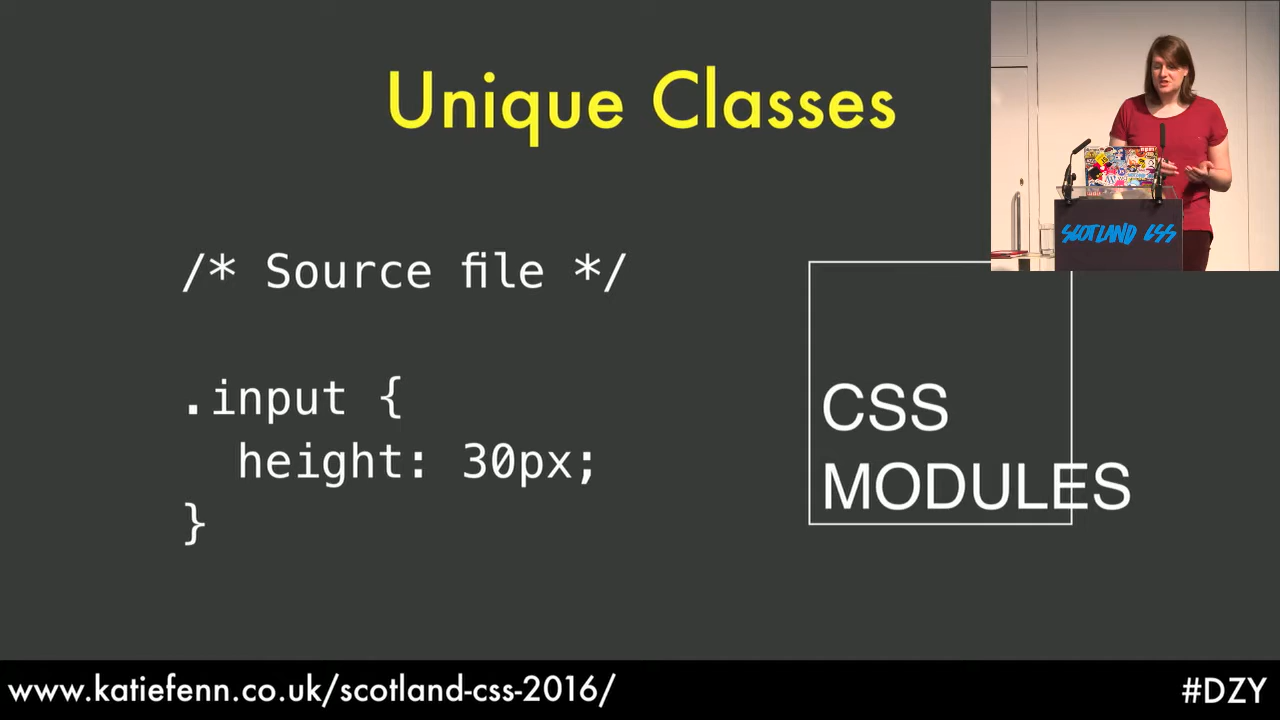 Unique Classes
/* Source file */
.input {
height: 30px;
}
CSS
MODULES
SCOTLAND CSS
www.katiefenn.co.uk/scotland-css-2016/
#DZY